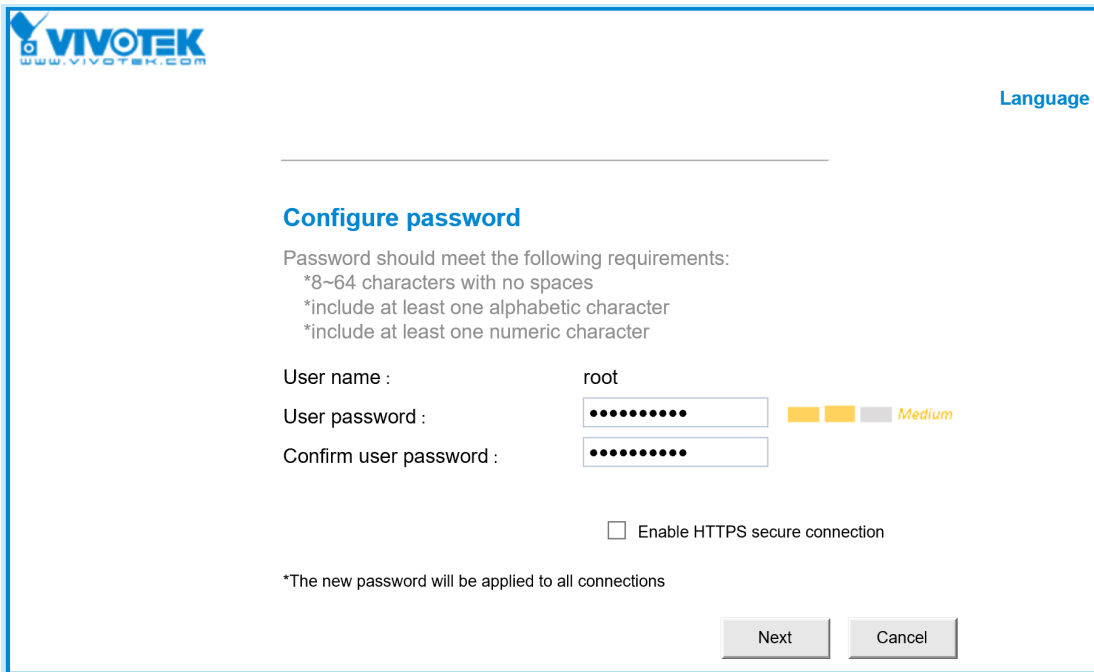 VIVOTEK
www.vivotek.com
Language
Configure password
Password should meet the following requirements:
*8~64 characters with no spaces
*include at least one alphabetic character
*include at least one numeric character
User name : root
User password : •••••••••• Medium
Confirm user password : ••••••••••
Enable HTTPS secure connection
*The new password will be applied to all connections
Next Cancel